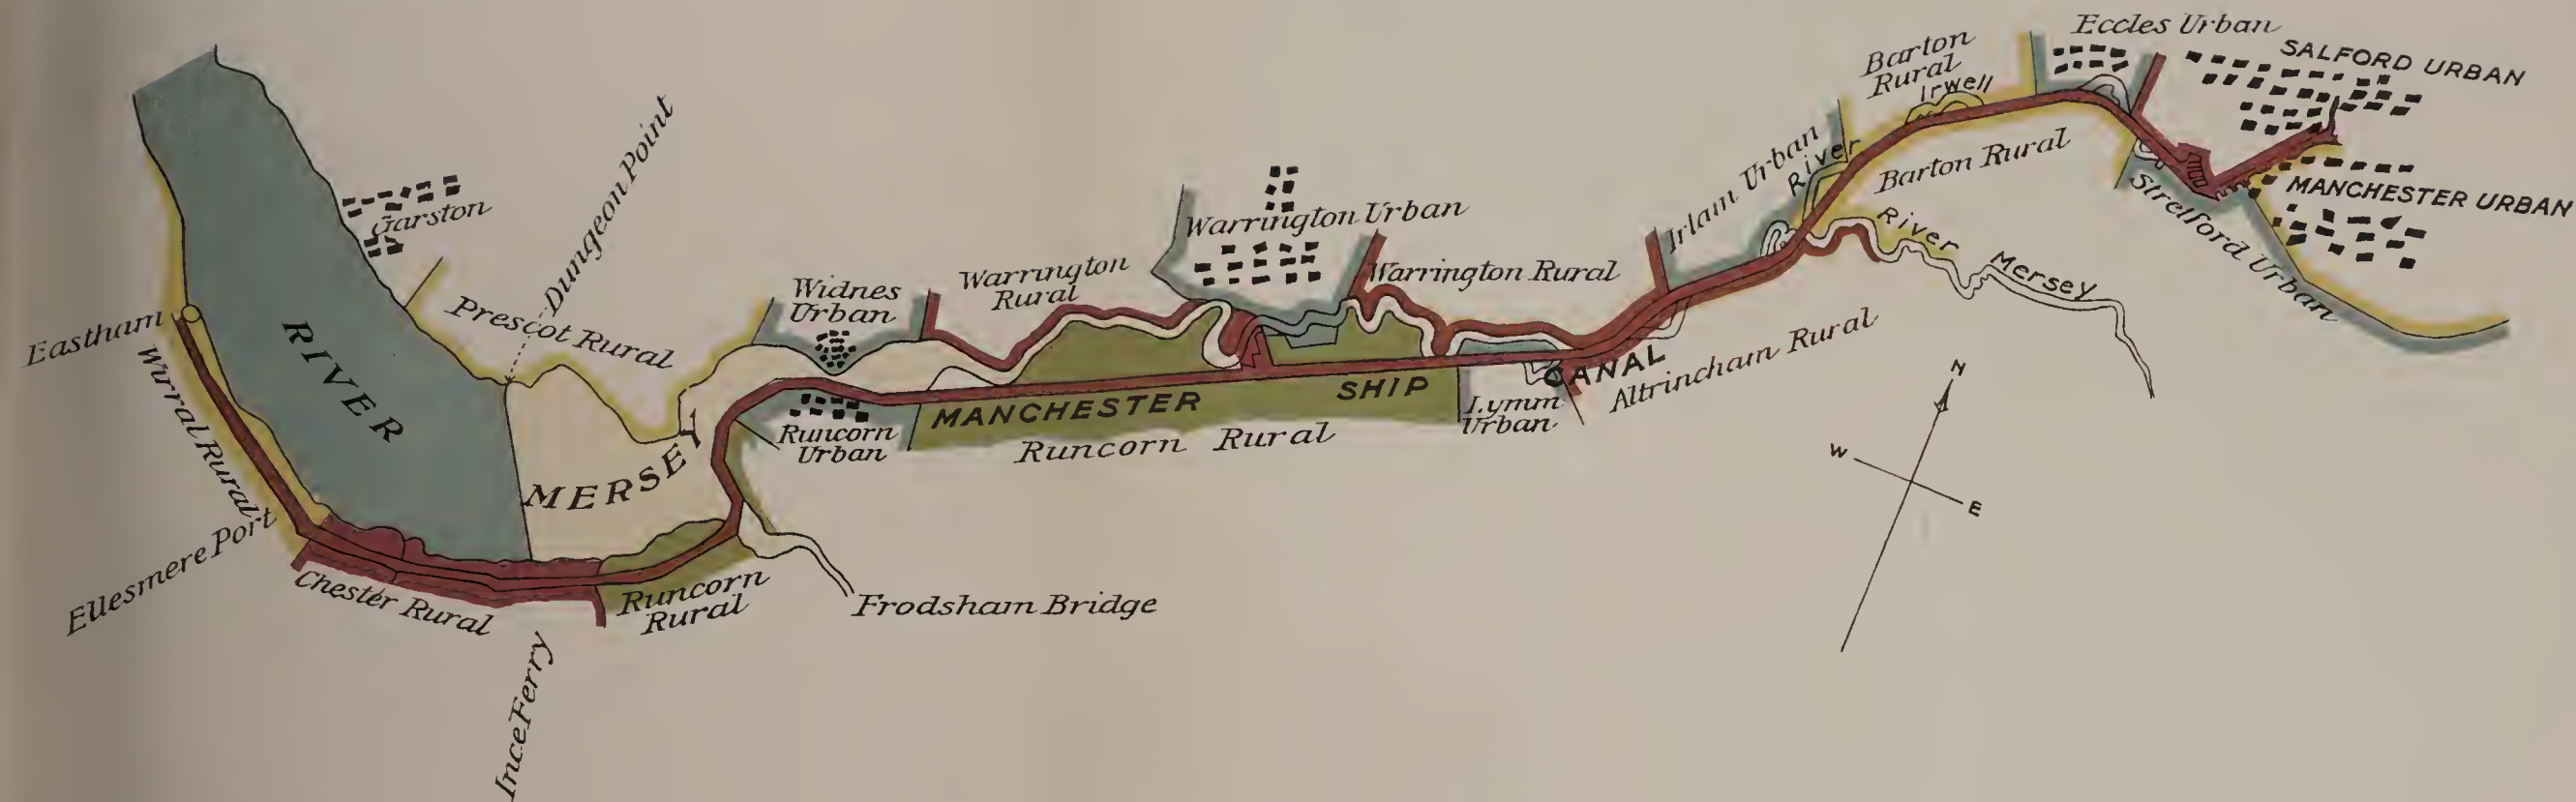 Eccles Urban
SALFORD URBAN
Barton
Rural
Irwell
MANCHESTER URBAN
Barton Rural
Stretford Urban
Irlam Urban
River
River Mersey
Dungeon Point
Garston
Warrington Urban
Warrington Rural
Warrington
Rural
Widnes
Urban
Prescot Rural
Eastham
Wirral Rural
RIVER
MERSEY
MANCHESTER SHIP CANAL
Altrincham Rural
Lymm
Urban
Runcorn
Urban
Runcorn Rural
N
W
E
Ellesmere Port
Chester Rural
Runcorn
Rural
Frodsham Bridge
Ince Ferry